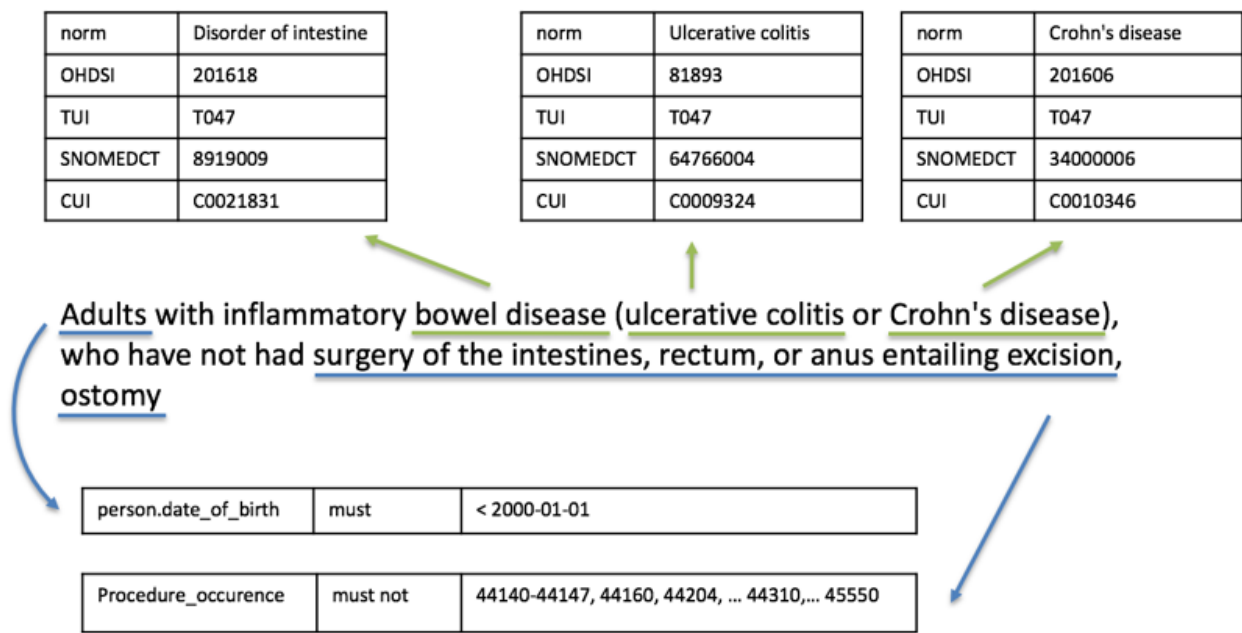 norm Disorder of intestine
OHDSI 201618
TUI T047
SNOMEDCT 8919009
CUI C0021831
norm Ulcerative colitis
OHDSI 81893
TUI T047
SNOMEDCT 64766004
CUI C0009324
norm Crohn's disease
OHDSI 201606
TUI T047
SNOMEDCT 34000006
CUI C0010346
Adults with inflammatory bowel disease (ulcerative colitis or Crohn's disease),
who have not had surgery of the intestines, rectum, or anus entailing excision,
ostomy
person.date_of_birth must < 2000-01-01
Procedure_occurence must not 44140-44147, 44160, 44204, ... 44310,... 45550